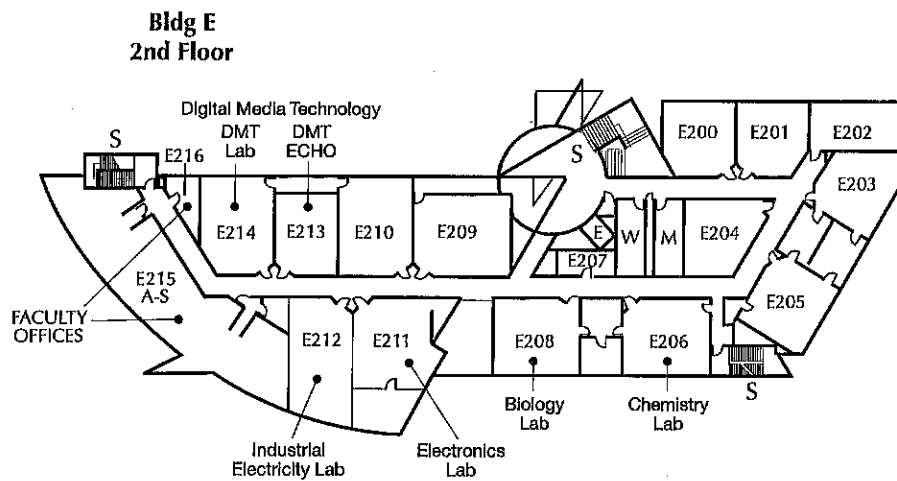 Bldg E
2nd Floor
Digital Media Technology
DMT
Lab
DMT
ECHO
S
E216
S
E200
E201
E202
E203
E214
E213
E210
E209
E
W
M
E204
E207
E215
A-S
E205
FACULTY
OFFICES
E212
E211
E208
E206
S
Biology
Lab
Chemistry
Lab
Industrial
Electricity Lab
Electronics
Lab